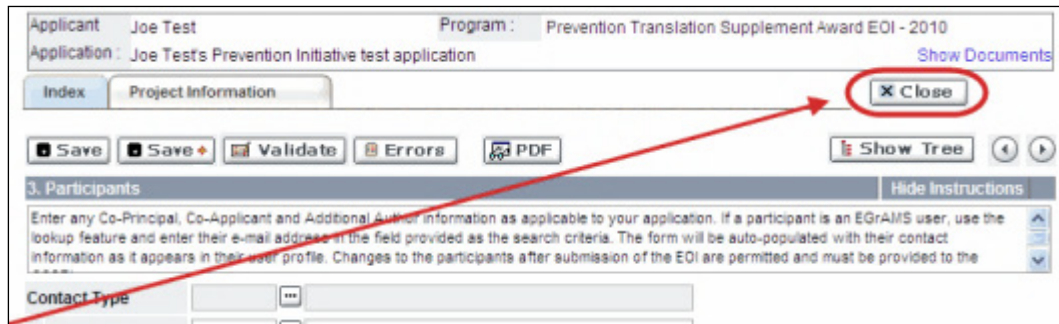 Applicant Joe Test Program : Prevention Translation Supplement Award EOI - 2010
Application : Joe Test's Prevention Initiative test application Show Documents
Index Project Information Close
Save Save Validate Errors PDF Show Tree
3. Participants Hide Instructions
Enter any Co-Principal, Co-Applicant and Additional Author information as applicable to your application. If a participant is an EGrAMS user, use the
lookup feature and enter their e-mail address in the field provided as the search criteria. The form will be auto-populated with their contact
information as it appears in their user profile. Changes to the participants after submission of the EOI are permitted and must be provided to the
Contact Type